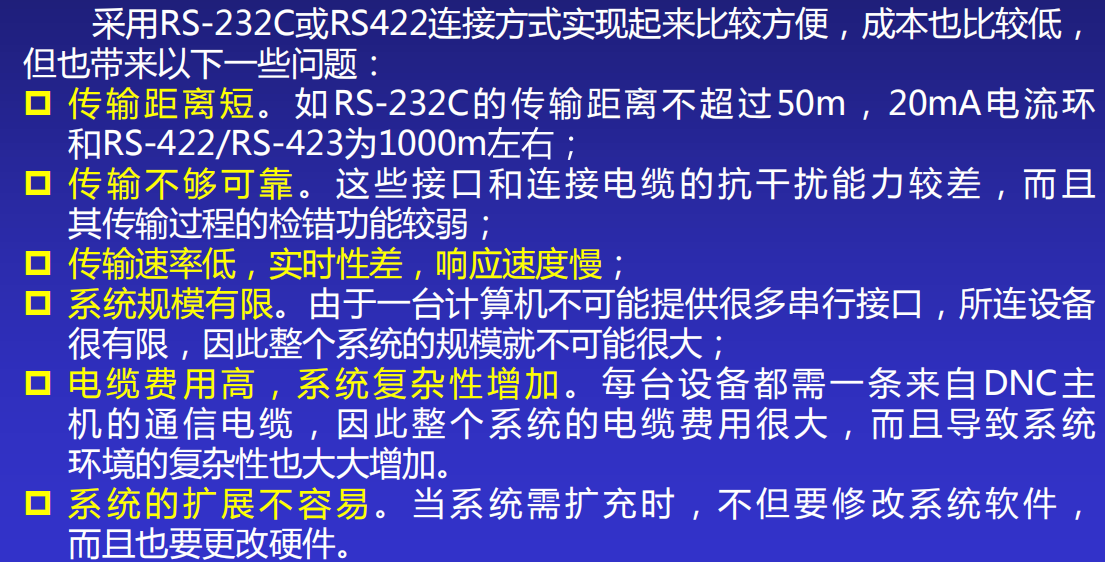 采用RS-232C或RS422连接方式实现起来比较方便，成本也比较低，
但也带来以下一些问题：
传输距离短。如RS-232C的传输距离不超过50m，20mA电流环
和RS-422/RS-423为1000m左右；
传输不够可靠。这些接口和连接电缆的抗干扰能力较差，而且
其传输过程的检错功能较弱；
传输速率低，实时性差，响应速度慢；
系统规模有限。由于一台计算机不可能提供很多串行接口，所连设备
很有限，因此整个系统的规模就不可能很大；
电缆费用高，系统复杂性增加。每台设备都需一条来自DNC主
机的通信电缆，因此整个系统的电缆费用很大，而且导致系统
环境的复杂性也大大增加。
系统的扩展不容易。当系统需扩充时，不但要修改系统软件，
而且也要更改硬件。